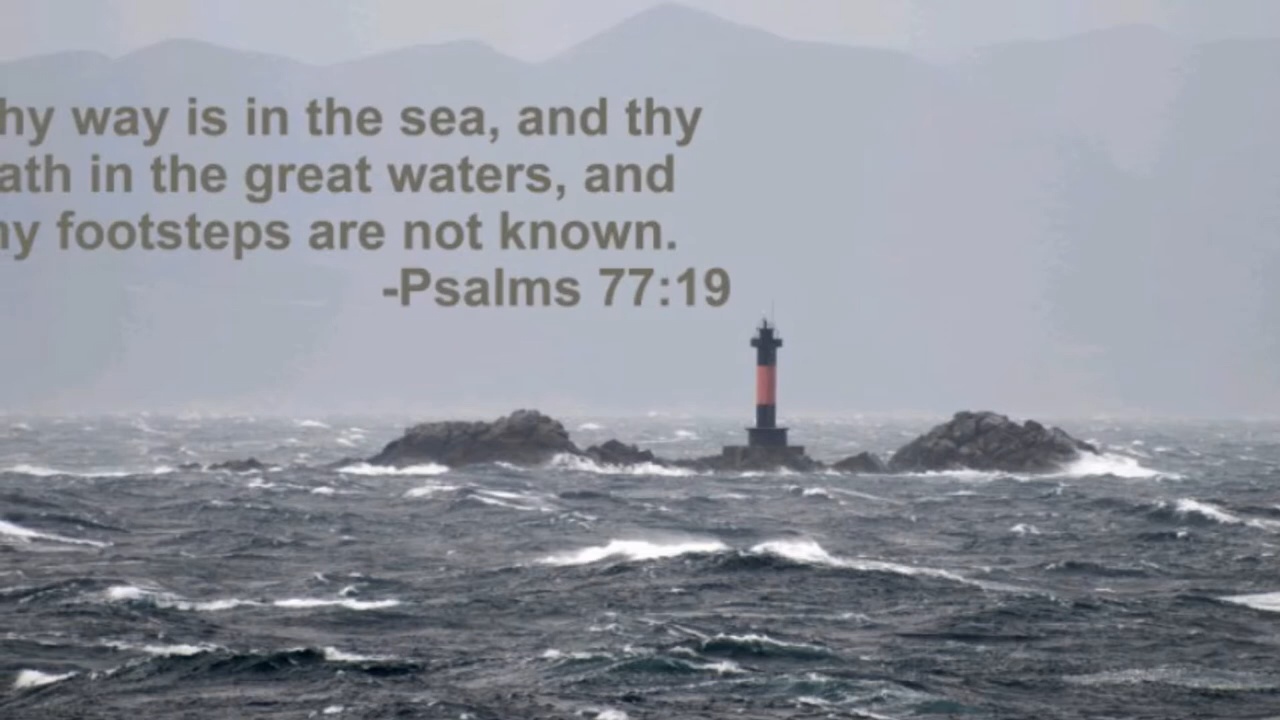 hy way is in the sea, and thy
ath in the great waters, and
ny footsteps are not known.
-Psalms 77:19